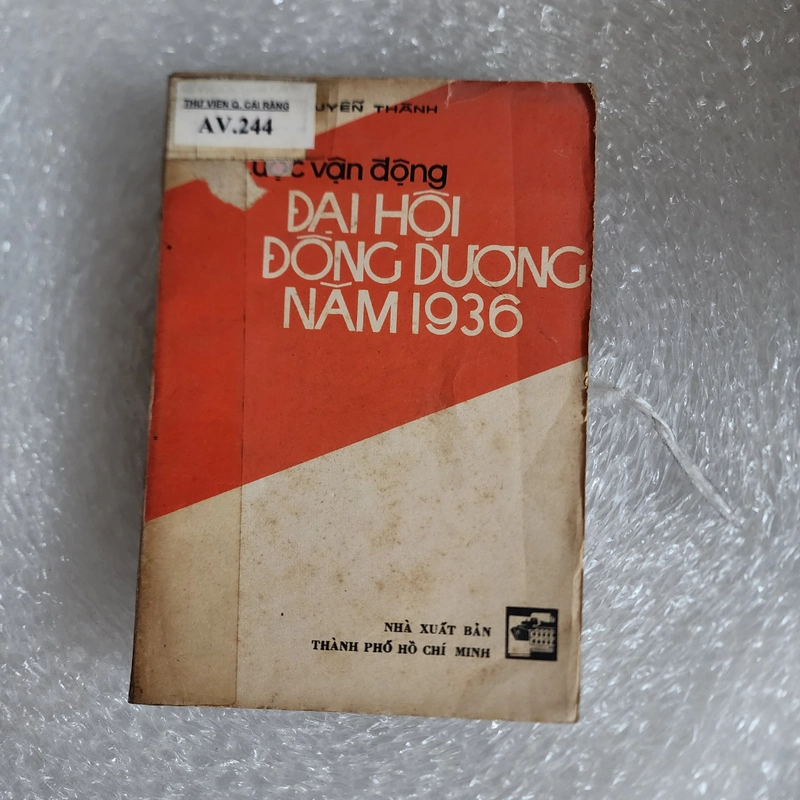 THƯ VIỆN Q. CÁI RĂNG
AV.244
UYỄN THÀNH
uộc vận động
ĐẠI HỘI
ĐÔNG DƯƠNG
NĂM 1936
NHÀ XUẤT BẢN
THÀNH PHỐ HỒ CHÍ MINH